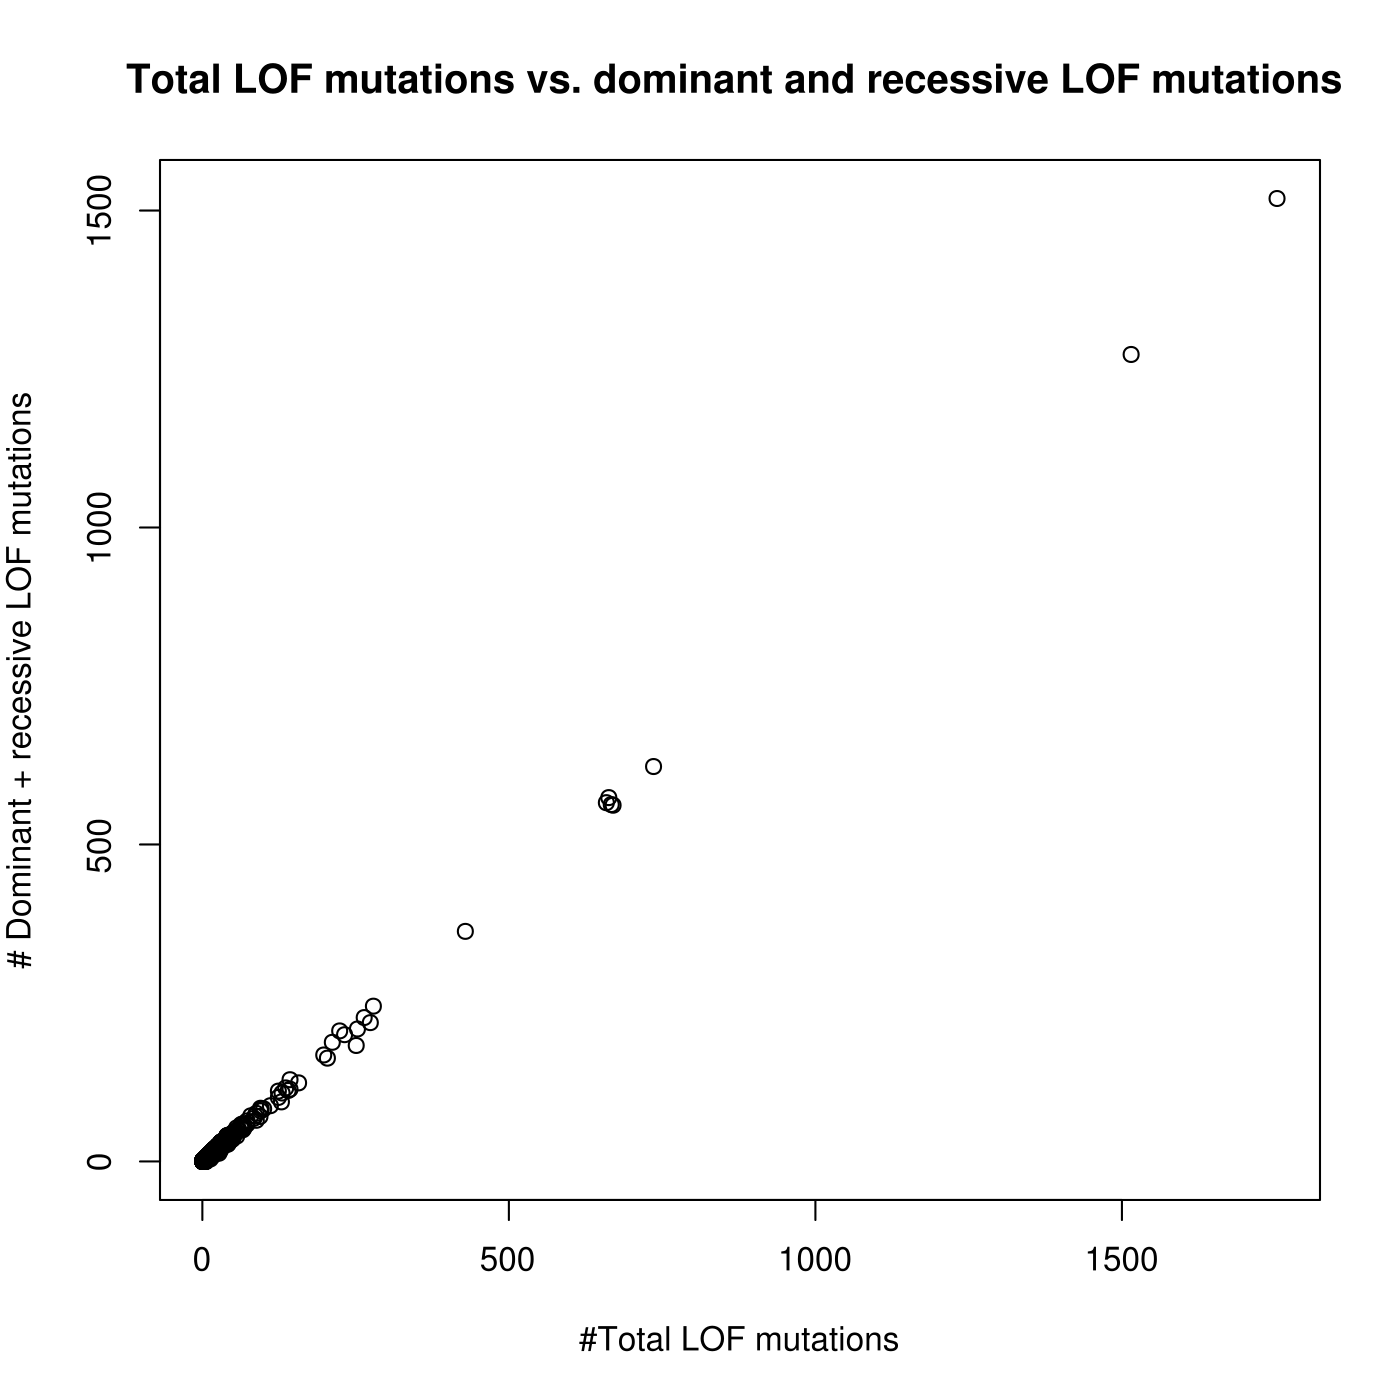 Total LOF mutations vs. dominant and recessive LOF mutations
# Dominant + recessive LOF mutations
1500
1000
500
0
0 500 1000 1500
#Total LOF mutations